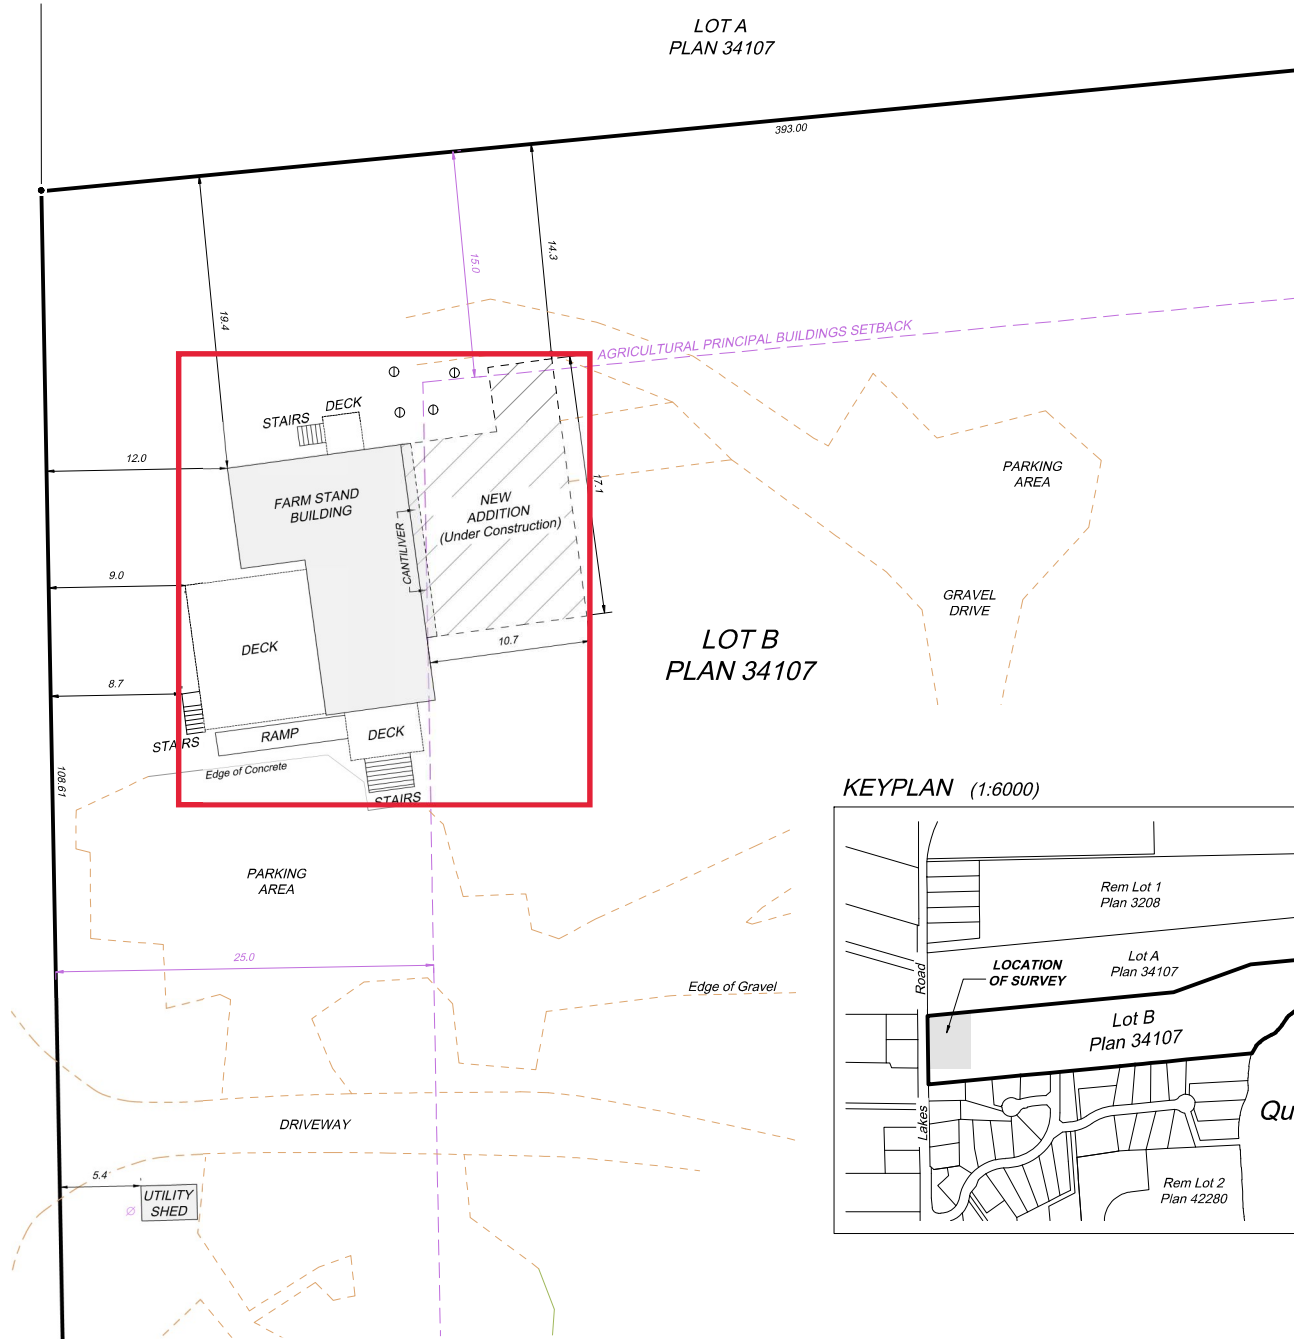 LOT A
PLAN 34107
393.00
14.3
15.0
19.4
AGRICULTURAL PRINCIPAL BUILDINGS SETBACK
DECK
STAIRS
12.0
FARM STAND
BUILDING
NEW
ADDITION
(Under Construction)
17.1
CANTILIVER
PARKING
AREA
9.0
GRAVEL
DRIVE
DECK
10.7
LOT B
PLAN 34107
8.7
STAIRS
RAMP
DECK
Edge of Concrete
108.61
STAIRS
KEYPLAN (1:6000)
PARKING
AREA
Rem Lot 1
Plan 3208
25.0
Edge of Gravel
Road
LOCATION
OF SURVEY
Lot A
Plan 34107
Lot B
Plan 34107
Lakes
Qu
DRIVEWAY
5.4
UTILITY
SHED
Rem Lot 2
Plan 42280